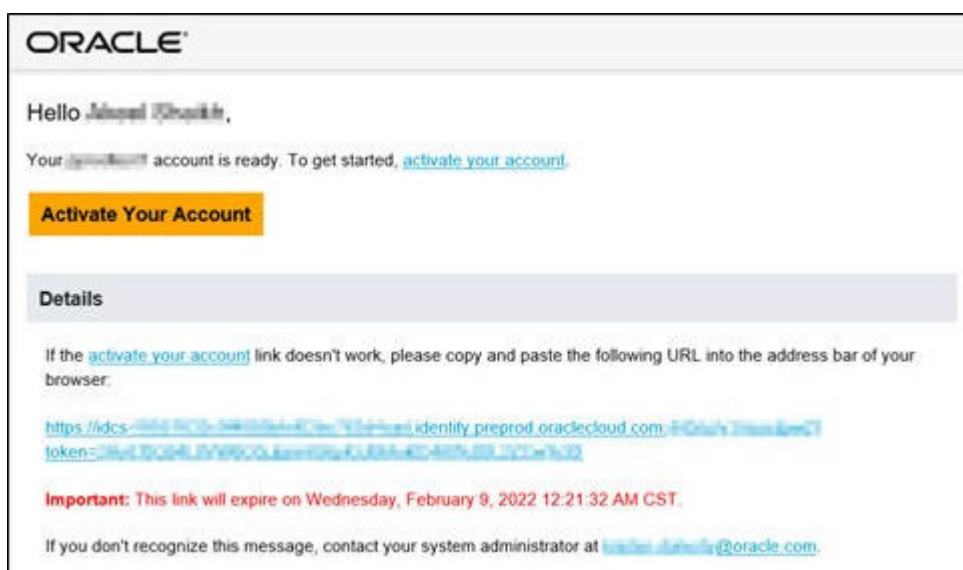 ORACLE
Hello ,
Your account is ready. To get started, activate your account.
Activate Your Account
Details
If the activate your account link doesn't work, please copy and paste the following URL into the address bar of your
browser:
https://idcs- .identity.preprod.oraclecloud.com
token=
Important: This link will expire on Wednesday, February 9, 2022 12:21:32 AM CST.
If you don't recognize this message, contact your system administrator at @oracle.com.